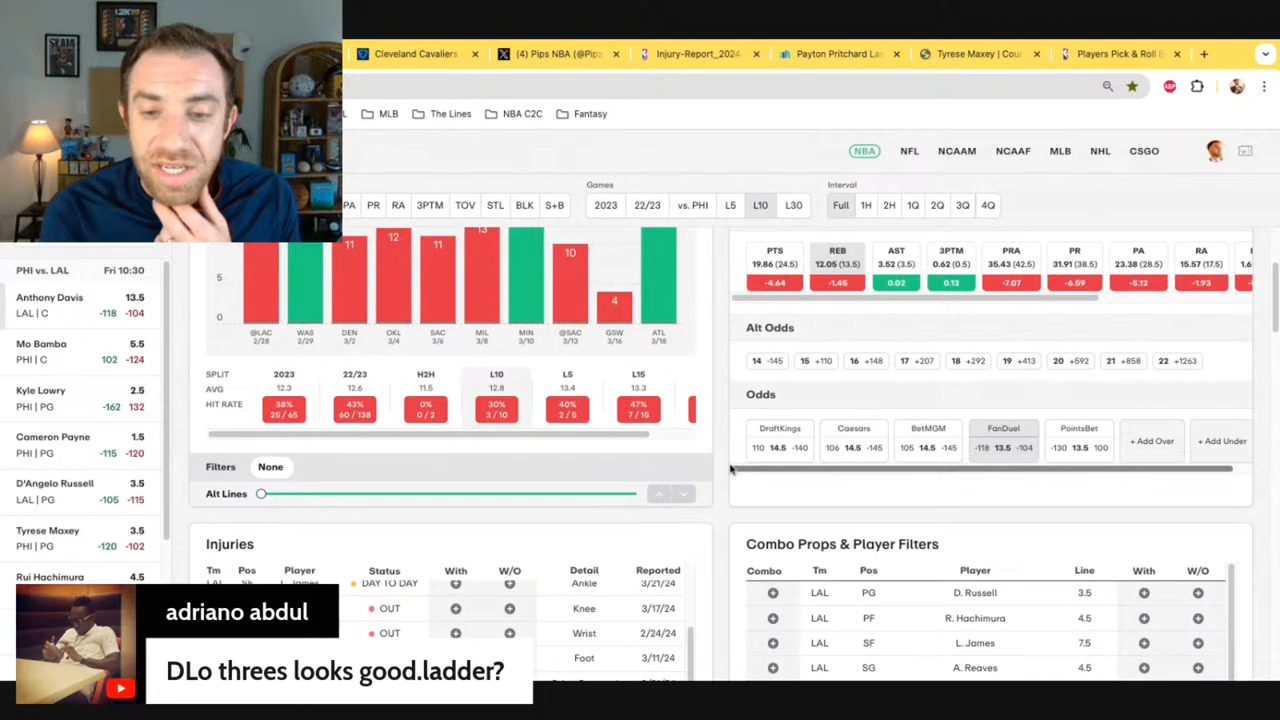 SKAIA
Cleveland Cavaliers
(4) Pips NBA (@Pips
Injury-Report_2024
Payton Pritchard Las
Tyrese Maxey | Cour
Players Pick & Roll B
MLB
The Lines
NBA C2C
Fantasy
NBA NFL NCAAM NCAAF MLB NHL CSGO
PA PR RA 3PTM TOV STL BLK S+B
Games
2023 22/23 vs. PHI L5 L10 L30
Interval
Full 1H 2H 1Q 2Q 3Q 4Q
PHI vs. LAL Fri 10:30
Anthony Davis 13.5
LAL | C -118 -104
Mo Bamba 5.5
PHI | C 102 -124
Kyle Lowry 2.5
PHI | PG -162 132
Cameron Payne 1.5
PHI | PG -115 -120
D'Angelo Russell 3.5
LAL | PG -105 -115
Tyrese Maxey 3.5
PHI | PG -120 -102
Rui Hachimura 4.5
11 12 11 13 10 4
5
0
@LAC WAS DEN OKL SAC MIL MIN @SAC GSW ATL
2/28 2/29 3/2 3/4 3/6 3/8 3/10 3/13 3/16 3/18
SPLIT 2023 22/23 H2H L10 L5 L15
AVG 12.3 12.6 11.5 12.8 13.4 13.3
HIT RATE 38% 43% 0% 30% 40% 47%
25 / 65 60 / 138 0 / 2 3 / 10 2 / 5 7 / 15
Filters None
Alt Lines
PTS REB AST 3PTM PRA PR PA RA
19.86 (24.5) 12.05 (13.5) 3.52 (3.5) 0.62 (0.5) 35.43 (42.5) 31.91 (38.5) 23.38 (28.5) 15.57 (17.5)
-4.64 -1.45 0.02 0.12 -7.07 -6.59 -5.12 -1.93
Alt Odds
14 -145 15 +110 16 +148 17 +207 18 +292 19 +413 20 +592 21 +858 22 +1263
Odds
DraftKings Caesars BetMGM FanDuel PointsBet
110 14.5 -140 106 14.5 -145 105 14.5 -145 -118 13.5 -104 -130 13.5 100
+ Add Over + Add Under
Injuries
Tm Pos Player Status With W/O Detail Reported
DAY TO DAY Ankle 3/21/24
OUT Knee 3/17/24
OUT Wrist 2/24/24
Foot 3/11/24
Combo Props & Player Filters
Combo Tm Pos Player Line With W/O
LAL PG D. Russell 3.5
LAL PF R. Hachimura 4.5
LAL SF L. James 7.5
LAL SG A. Reaves 4.5
adriano abdul
DLo threes looks good.ladder?